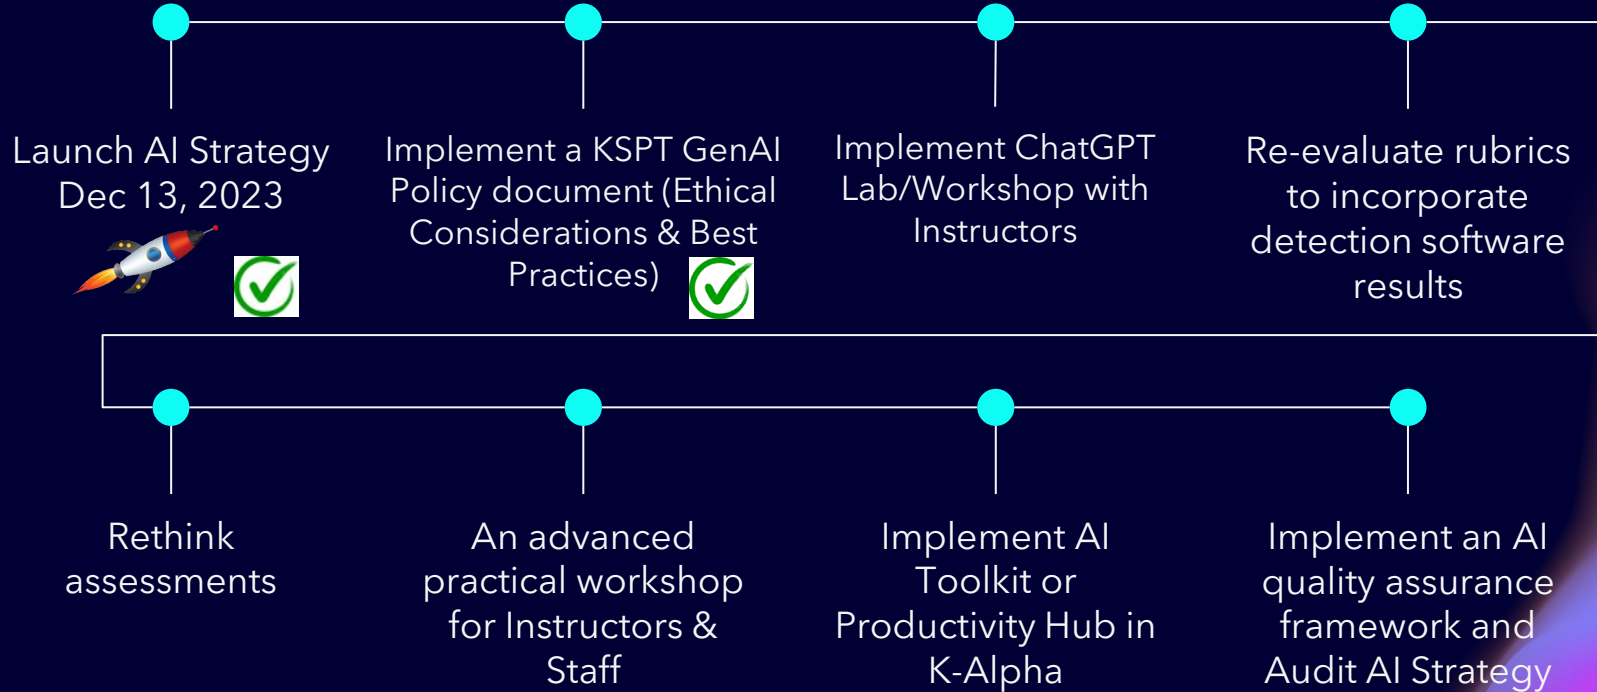 Launch AI Strategy
Dec 13, 2023
Implement a KSPT GenAI
Policy document (Ethical
Considerations & Best
Practices)
Implement ChatGPT
Lab/Workshop with
Instructors
Re-evaluate rubrics
to incorporate
detection software
results
Rethink
assessments
An advanced
practical workshop
for Instructors &
Staff
Implement AI
Toolkit or
Productivity Hub in
K-Alpha
Implement an AI
quality assurance
framework and
Audit AI Strategy